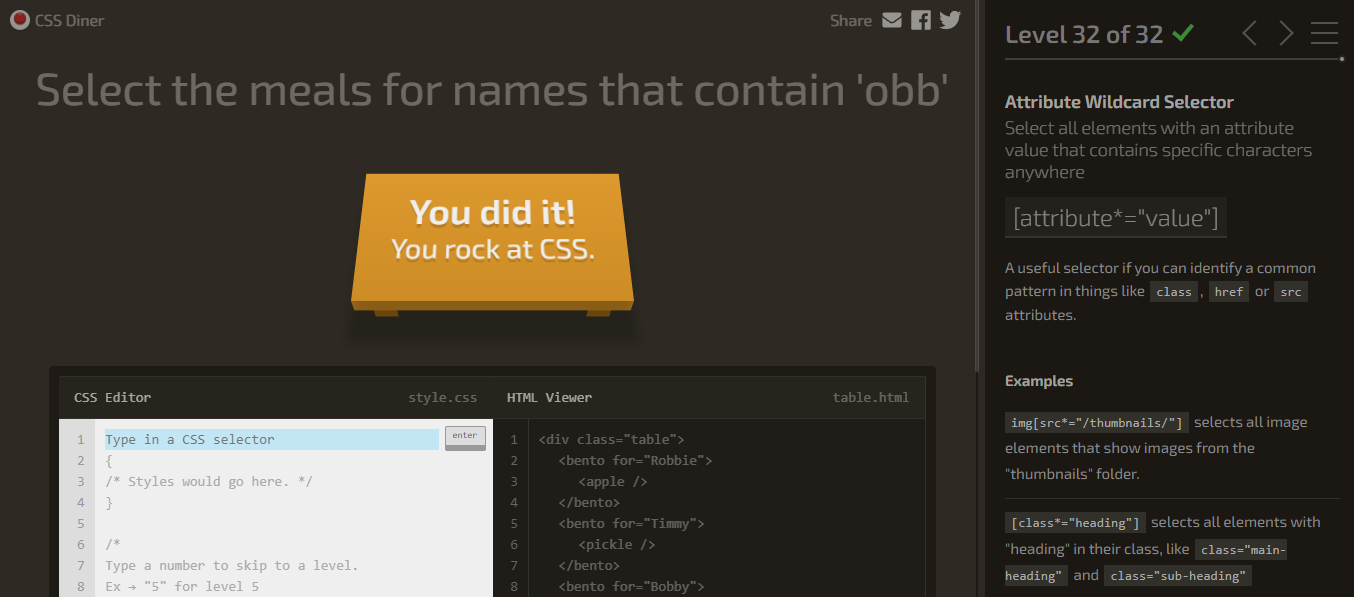 CSS Diner
Share
Select the meals for names that contain 'obb'
You did it!
You rock at CSS.
CSS Editor
style.css
1 Type in a CSS selector
enter
2 {
3 /* Styles would go here. */
4 }
5
6 /*
7 Type a number to skip to a level.
8 Ex → "5" for level 5
HTML Viewer
table.html
1 <div class="table">
2 <bento for="Robbie">
3 <apple />
4 </bento>
5 <bento for="Timmy">
6 <pickle />
7 </bento>
8 <bento for="Bobby">
Level 32 of 32
Attribute Wildcard Selector
Select all elements with an attribute
value that contains specific characters
anywhere
[attribute*="value"]
A useful selector if you can identify a common
pattern in things like class , href or src
attributes.
Examples
img[src*="/thumbnails/"] selects all image
elements that show images from the
"thumbnails" folder.
[class*="heading"] selects all elements with
"heading" in their class, like class="main-
heading" and class="sub-heading"